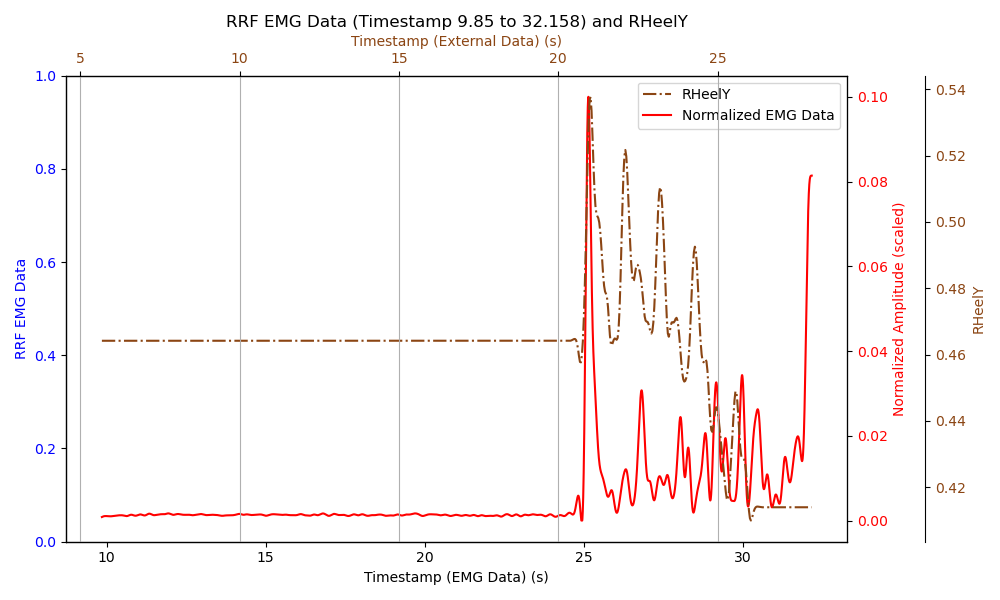 RRF EMG Data (Timestamp 9.85 to 32.158) and RHeelY
Timestamp (External Data) (s)
5 10 15 20 25
RHeelY
Normalized EMG Data
1.0
0.8
0.6
0.4
0.2
0.0
RRF EMG Data
0.10
0.08
0.06
0.04
0.02
0.00
Normalized Amplitude (scaled)
0.54
0.52
0.50
0.48
0.46
0.44
0.42
RHeelY
10 15 20 25 30
Timestamp (EMG Data) (s)